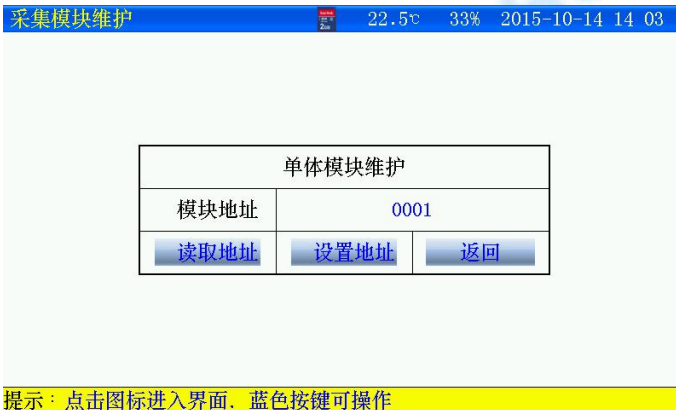 采集模块维护 22.5℃ 33% 2015-10-14 14 03
单体模块维护
模块地址 0001
读取地址 设置地址 返回
提示：点击图标进入界面. 蓝色按键可操作